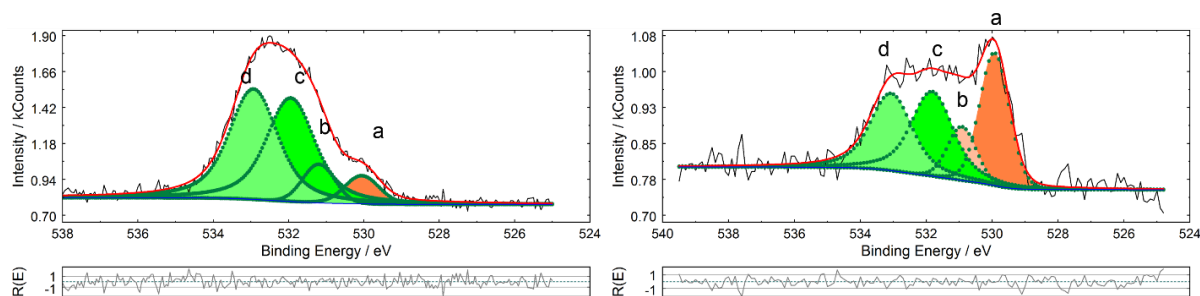 1.90
1.66
1.42
1.18
0.94
0.70
Intensity / kCounts
d
c
b
a
538
536
534
532
530
528
526
524
Binding Energy / eV
R(E)
1
-1
1.08
1.00
0.93
0.85
0.78
0.70
Intensity / kCounts
d
c
b
a
540
538
536
534
532
530
528
526
524
Binding Energy / eV
R(E)
1
-1